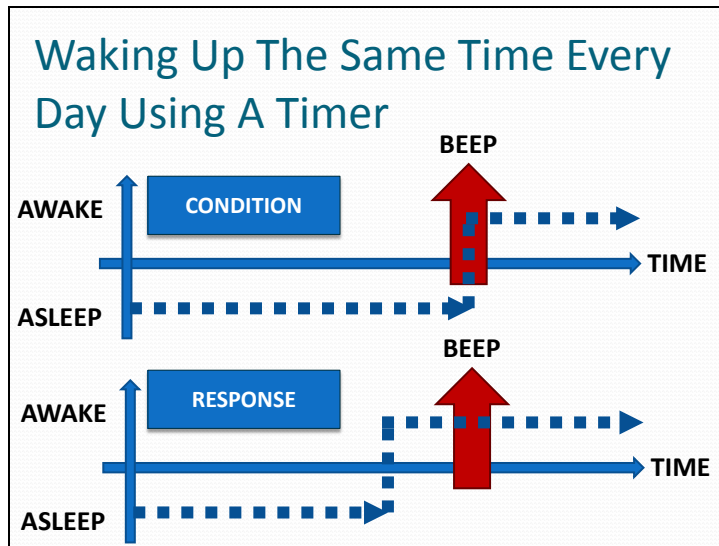 Waking Up The Same Time Every
Day Using A Timer
BEEP
AWAKE
CONDITION
TIME
ASLEEP
BEEP
AWAKE
RESPONSE
TIME
ASLEEP